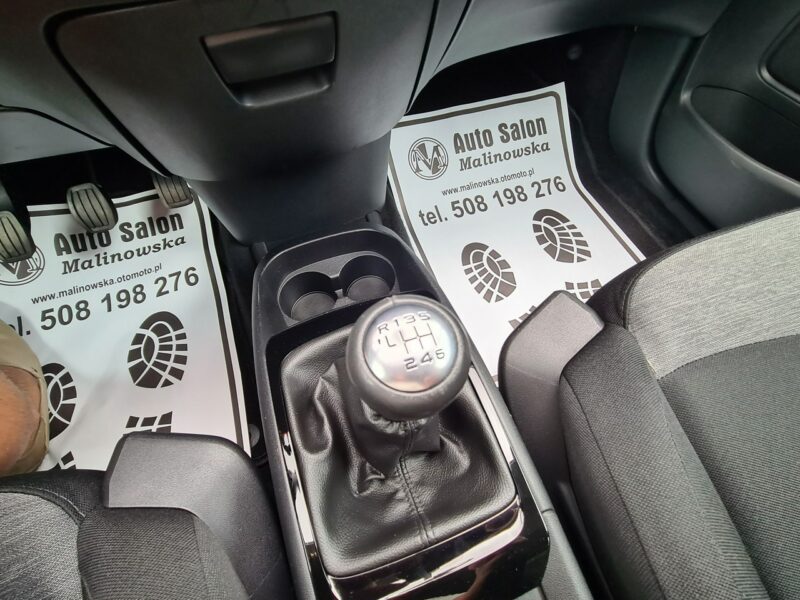 Auto Salon
Malinowska
www.malinowska.otomoto.pl
tel. 508 198 276
Auto Salon
Malinowska
www.malinowska.otomoto.pl
tel. 508 198 276
R 1 3 5
2 4 6